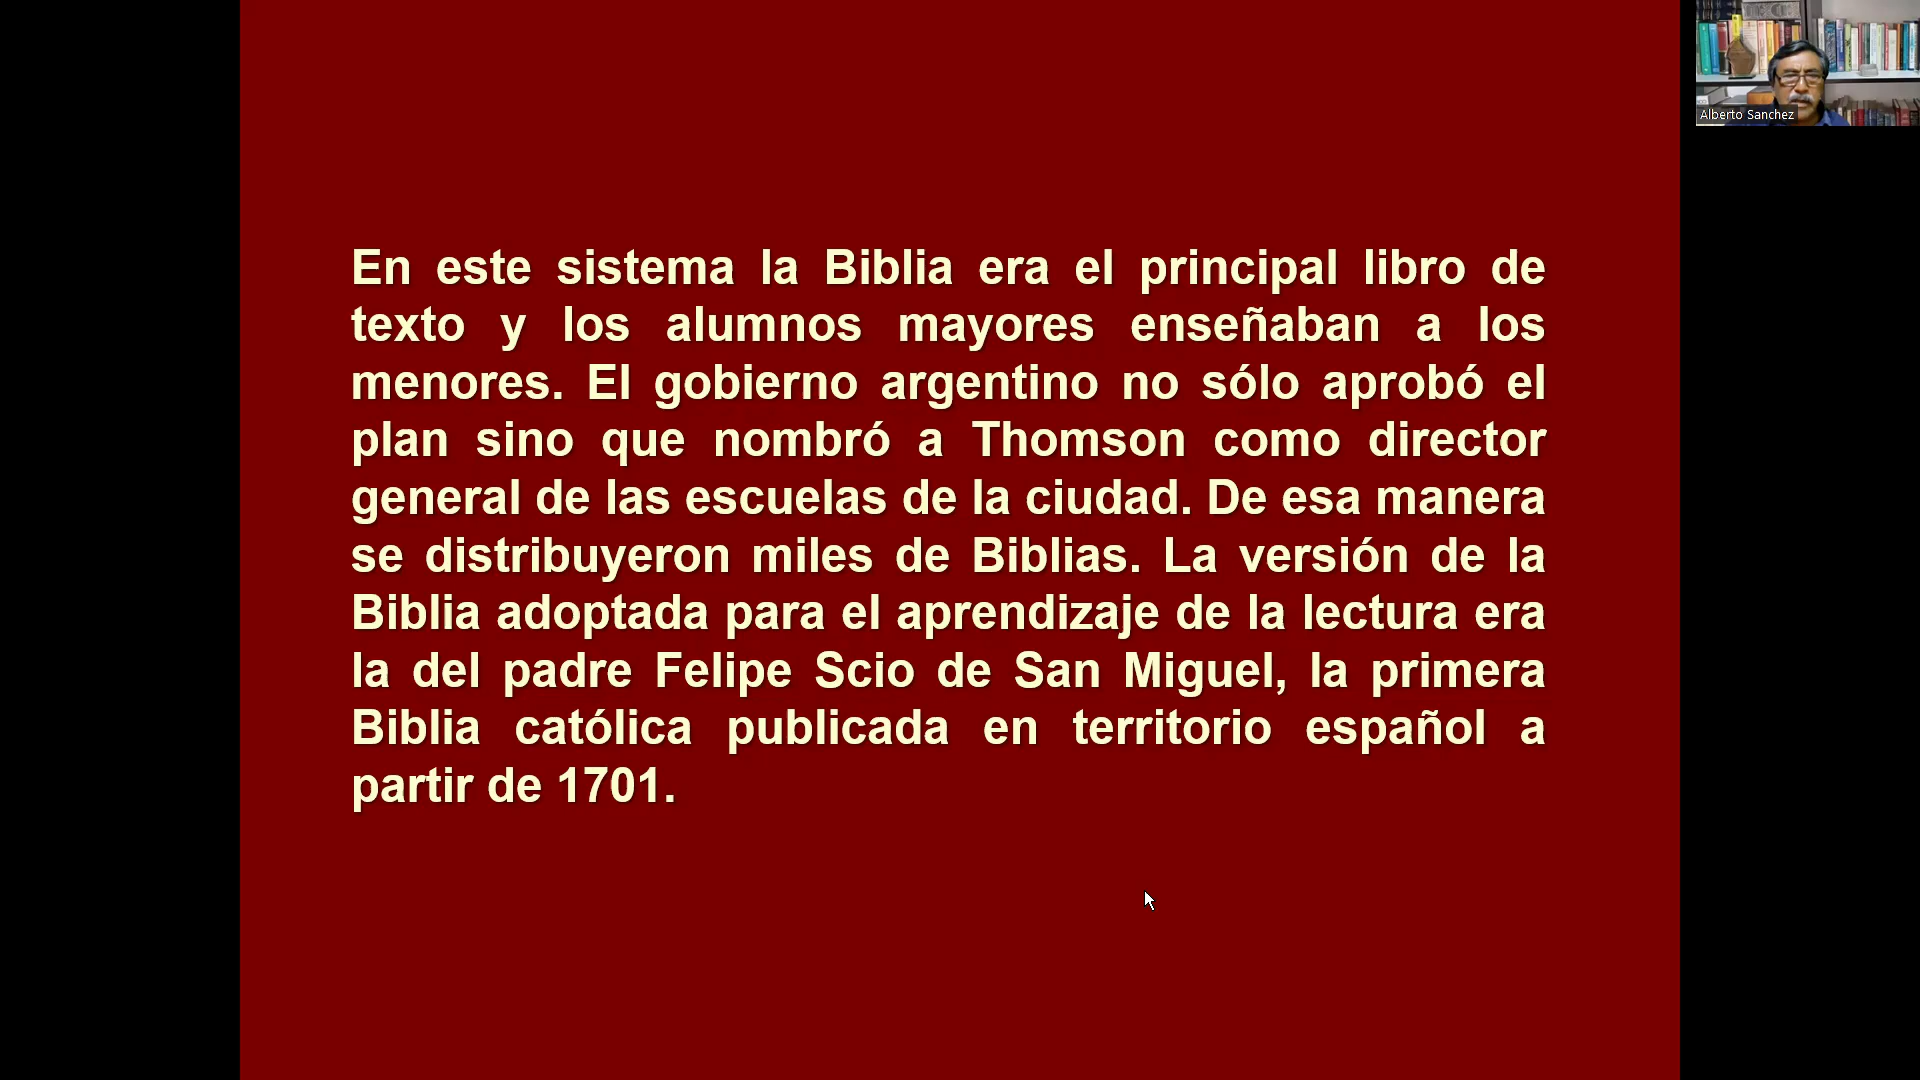 En este sistema la Biblia era el principal libro de
texto y los alumnos mayores enseñaban a los
menores. El gobierno argentino no sólo aprobó el
plan sino que nombró a Thomson como director
general de las escuelas de la ciudad. De esa manera
se distribuyeron miles de Biblias. La versión de la
Biblia adoptada para el aprendizaje de la lectura era
la del padre Felipe Scio de San Miguel, la primera
Biblia católica publicada en territorio español a
partir de 1701.
Alberto Sanchez